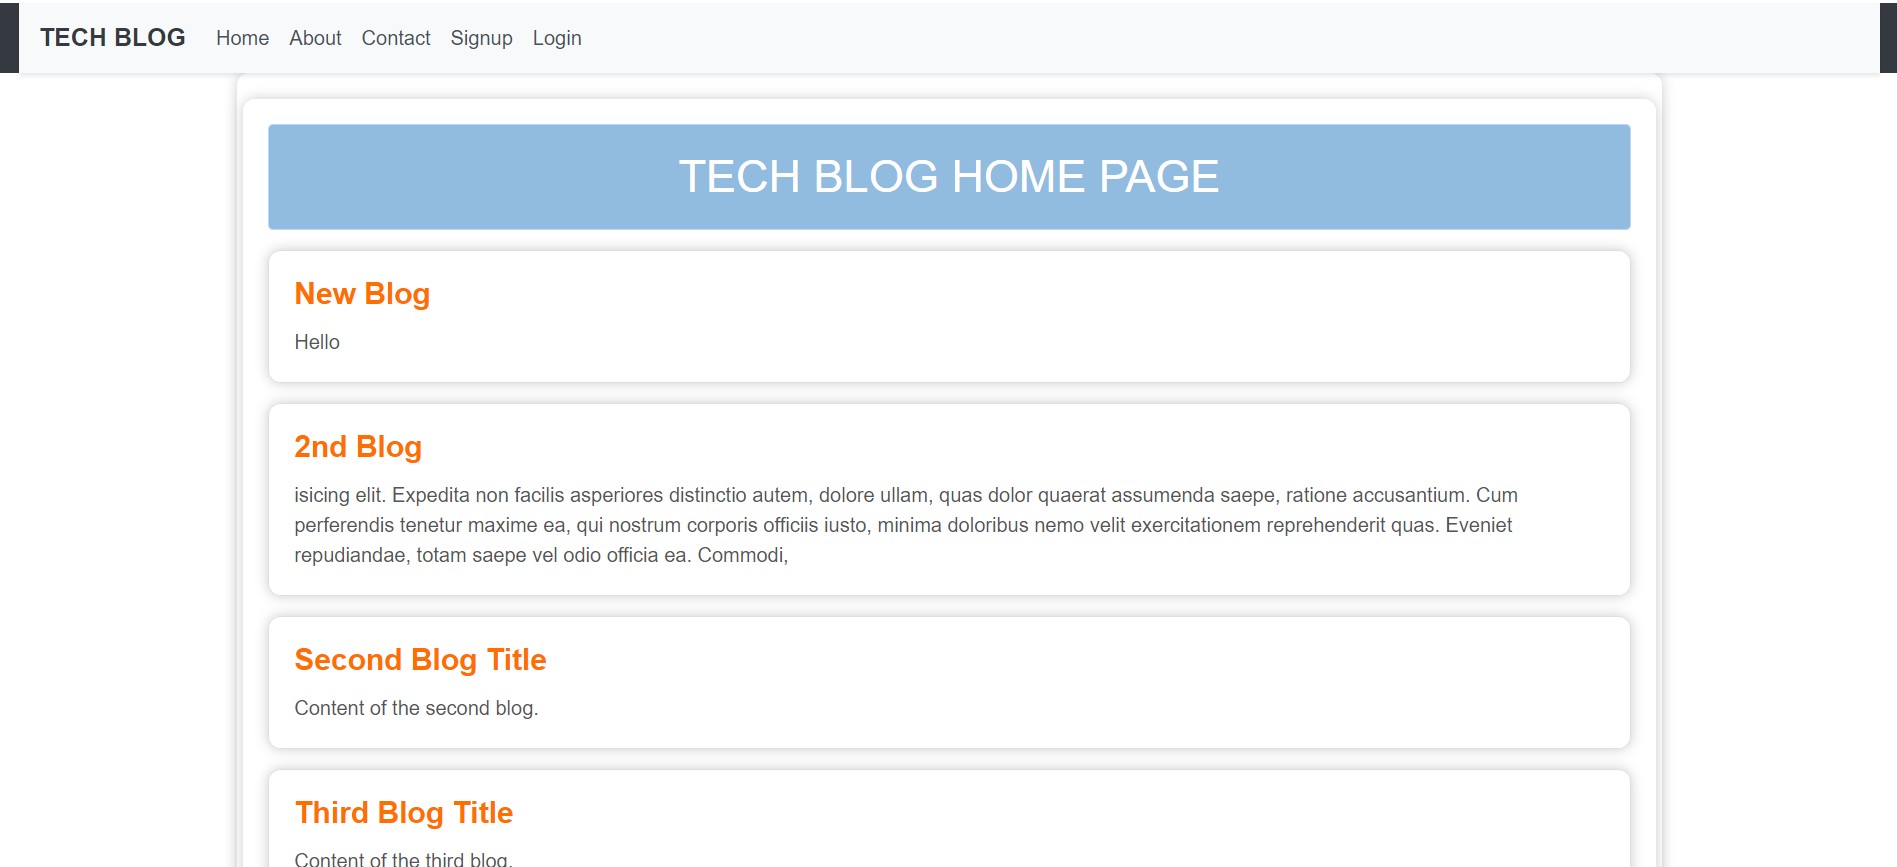 TECH BLOG Home About Contact Signup Login
TECH BLOG HOME PAGE
New Blog
Hello
2nd Blog
isicing elit. Expedita non facilis asperiores distinctio autem, dolore ullam, quas dolor quaerat assumenda saepe, ratione accusantium. Cum
perferendis tenetur maxime ea, qui nostrum corporis officiis iusto, minima doloribus nemo velit exercitationem reprehenderit quas. Eveniet
repudiandae, totam saepe vel odio officia ea. Commodi,
Second Blog Title
Content of the second blog.
Third Blog Title
Content of the third blog.